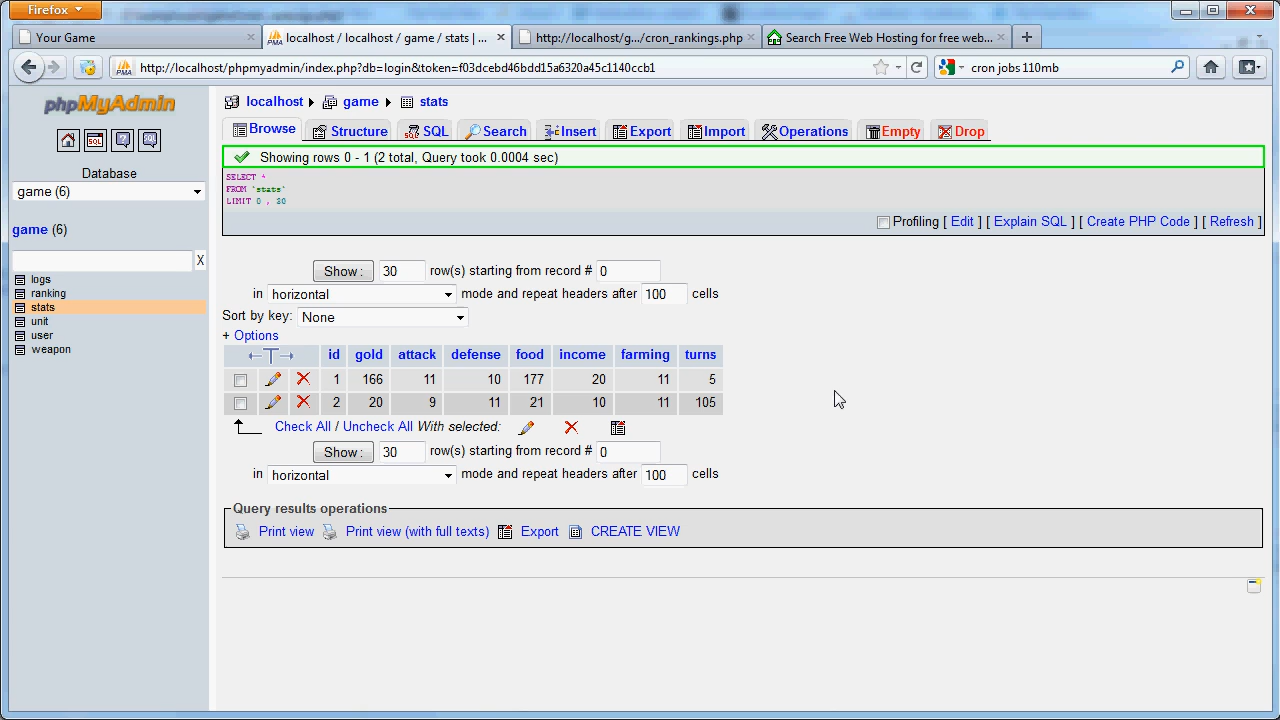 Firefox
Your Game
localhost / localhost / game / stats | ...
http://localhost/g.../cron_rankings.php
Search Free Web Hosting for free web...
http://localhost/phpmyadmin/index.php?db=login&token=f03dcebd46bdd15a6320a45c1140ccb1
cron jobs 110mb
phpMyAdmin
Database
game (6)
game (6)
X
logs
ranking
stats
unit
user
weapon
localhost game stats
Browse Structure SQL Search Insert Export Import Operations Empty Drop
Showing rows 0 - 1 (2 total, Query took 0.0004 sec)
SELECT *
FROM `stats`
LIMIT 0 , 30
Profiling [ Edit ] [ Explain SQL ] [ Create PHP Code ] [ Refresh ]
Show : 30 row(s) starting from record # 0
in horizontal mode and repeat headers after 100 cells
Sort by key: None
+ Options
←T→ id gold attack defense food income farming turns
1 166 11 10 177 20 11 5
2 20 9 11 21 10 11 105
Check All / Uncheck All With selected:
Show : 30 row(s) starting from record # 0
in horizontal mode and repeat headers after 100 cells
Query results operations
Print view Print view (with full texts) Export CREATE VIEW